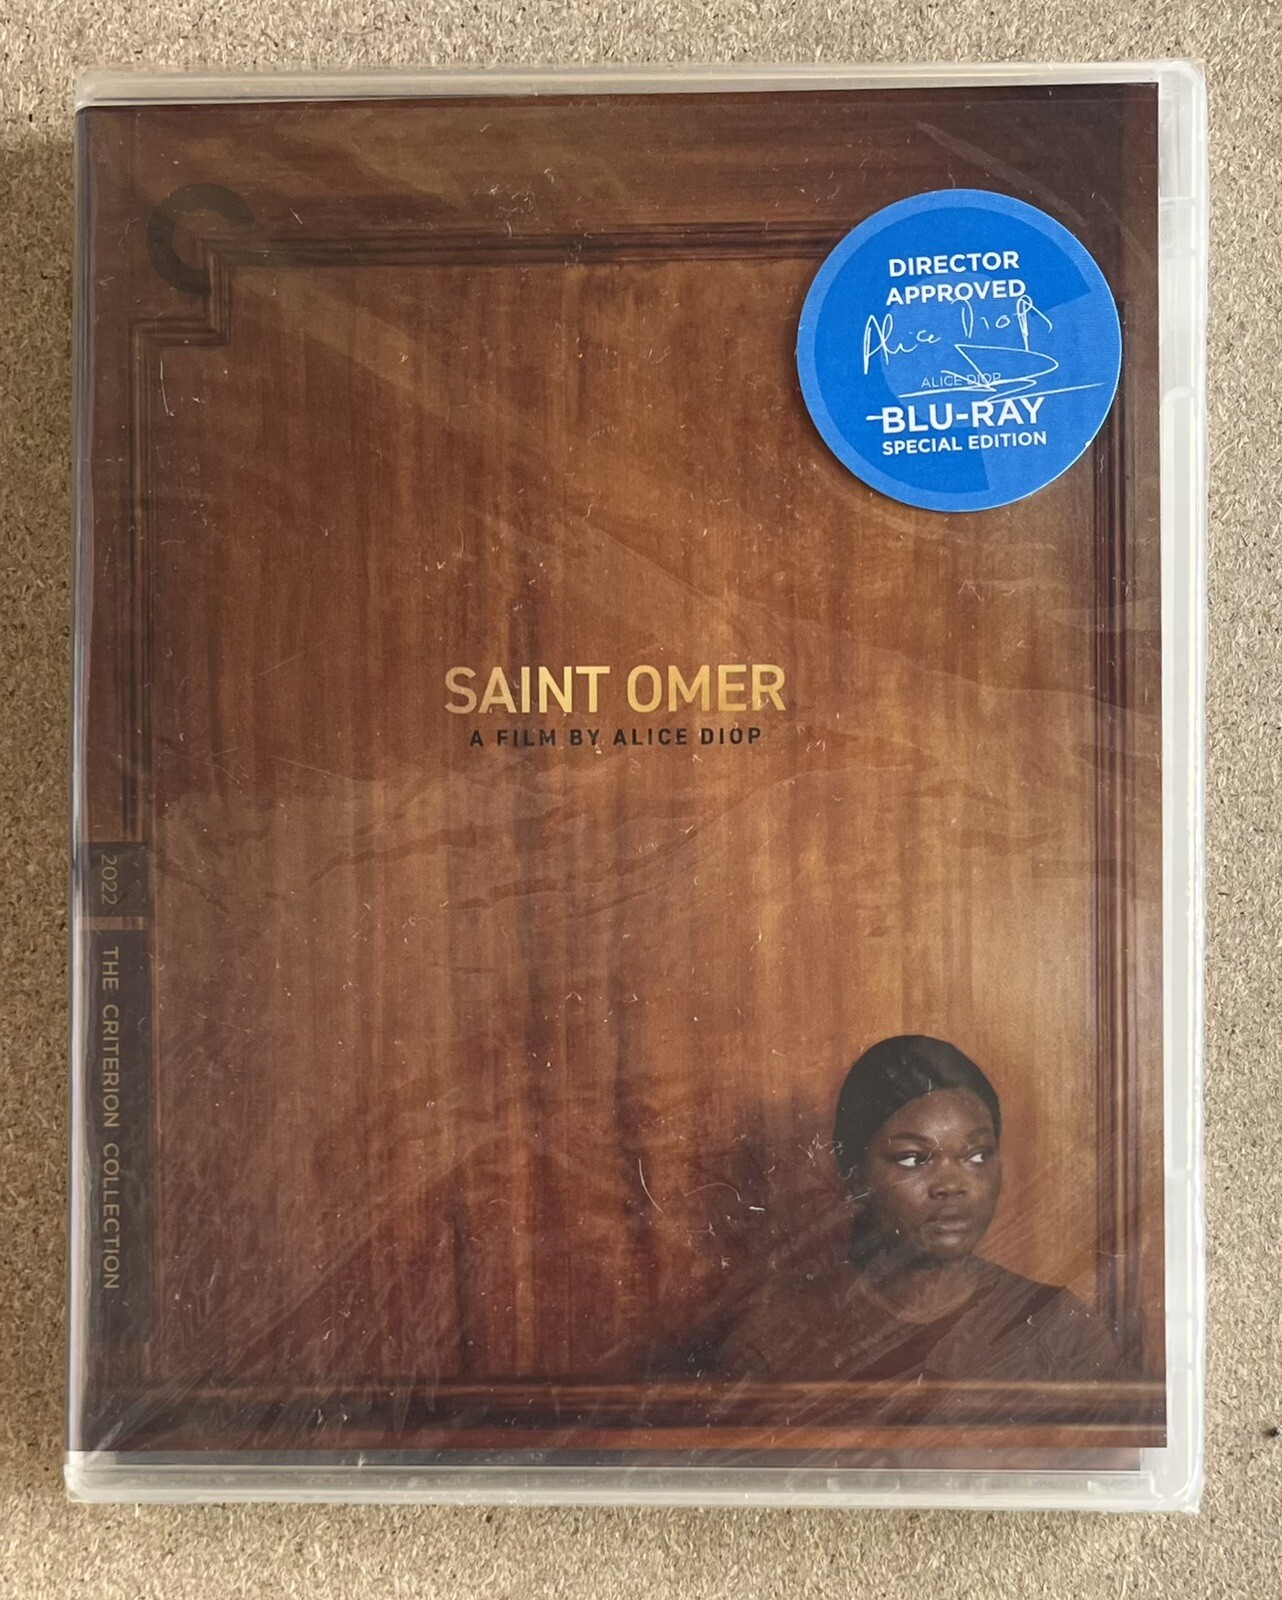 DIRECTOR
APPROVED
Alice Diop
ALICE DIOP
BLU-RAY
SPECIAL EDITION
SAINT OMER
A FILM BY ALICE DIOP
2022
THE CRITERION COLLECTION